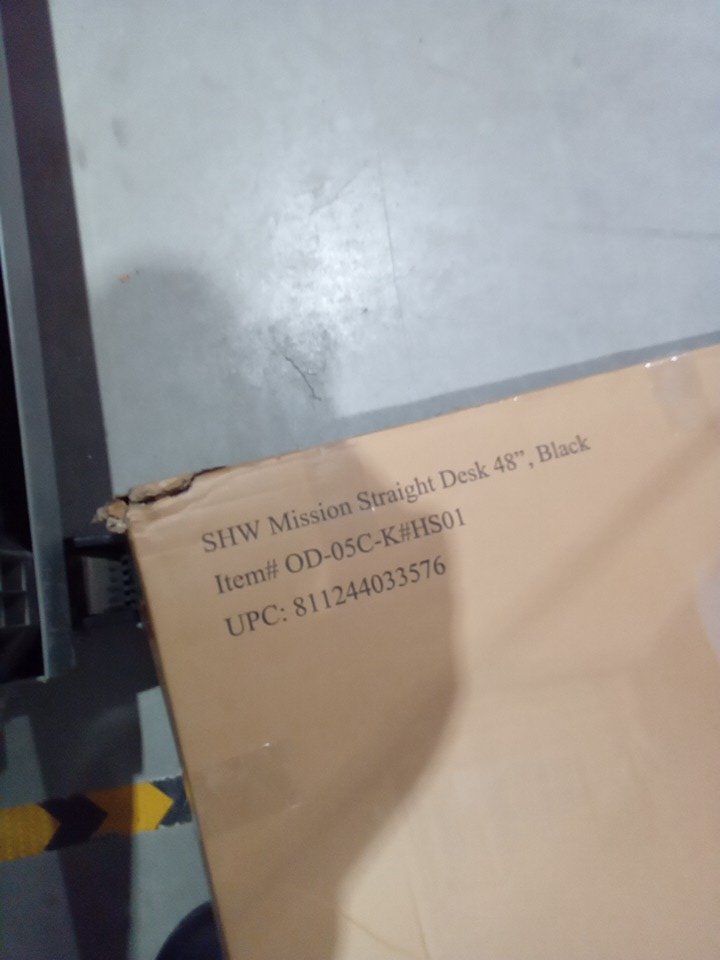 SHW Mission Straight Desk 48”, Black
Item# OD-05C-K#HS01
UPC: 811244033576